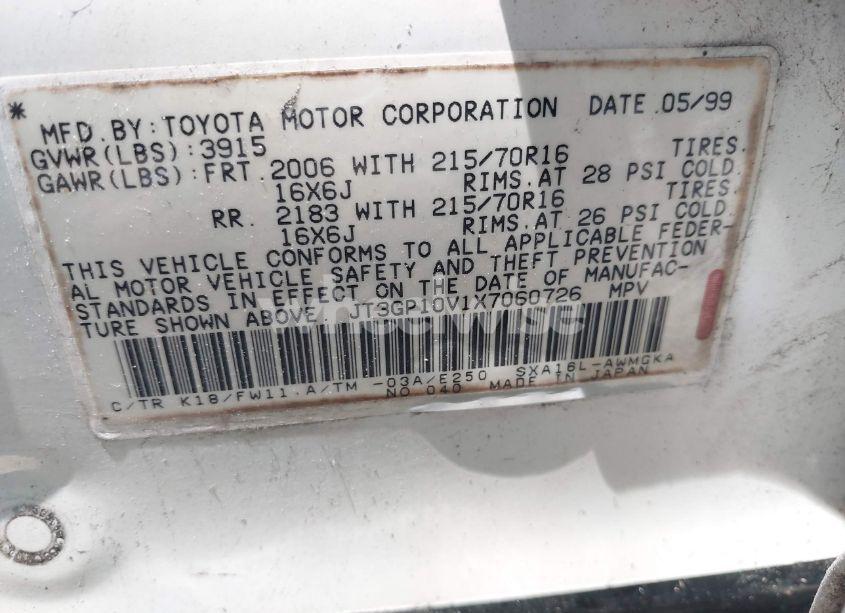 * MFD.BY:TOYOTA MOTOR CORPORATION DATE.05/99
GVWR(LBS):3915
GAWR(LBS):FRT.2006 WITH 215/70R16 TIRES.
16X6J RIMS.AT 28 PSI COLD.
RR. 2183 WITH 215/70R16 TIRES.
16X6J RIMS.AT 26 PSI COLD.
THIS VEHICLE CONFORMS TO ALL APPLICABLE FEDER-
AL MOTOR VEHICLE SAFETY AND THEFT PREVENTION
STANDARDS IN EFFECT ON THE DATE OF MANUFAC-
TURE SHOWN ABOVE. JT3GP10V1X7060726 MPV
wheelwise
C/TR K18/FW11.A/TM -03A/E250 SXA16L-AWMGKA
NO 040 MADE IN JAPAN